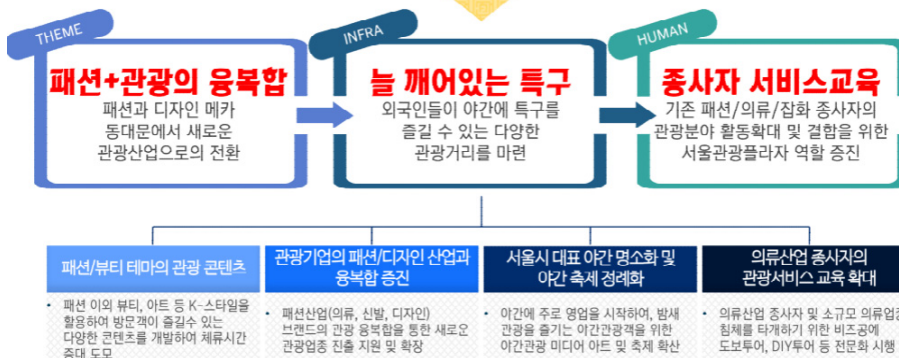 THEME
패션+관광의 융복합
패션과 디자인 메카
동대문에서 새로운
관광산업으로의 전환
INFRA
늘 깨어있는 특구
외국인들이 야간에 특구를
즐길 수 있는 다양한
관광거리를 마련
HUMAN
종사자 서비스교육
기존 패션/의류/잡화 종사자의
관광분야 활동확대 및 결합을 위한
서울관광플라자 역할 증진
패션/뷰티 테마의 관광 콘텐츠
• 패션 이외 뷰티, 아트 등 K-스타일을
활용하여 방문객이 즐길수 있는
다양한 콘텐츠를 개발하여 체류시간
증대 도모
관광기업의 패션/디자인 산업과
융복합 증진
• 패션산업(의류, 신발, 디자인)
브랜드의 관광 융복합을 통한 새로운
관광업종 진출 지원 및 확장
서울시 대표 야간 명소화 및
야간 축제 정례화
• 야간에 주로 영업을 시작하여, 밤새
관광을 즐기는 야간관광객을 위한
야간관광 미디어 아트 및 축제 확산
의류산업 종시자의
관광서비스 교육 확대
• 의류산업 종사자 및 소규모 의류업종
침체를 타개하기 위한 비즈공예
도보투어, DIY투어 등 전문화 시행